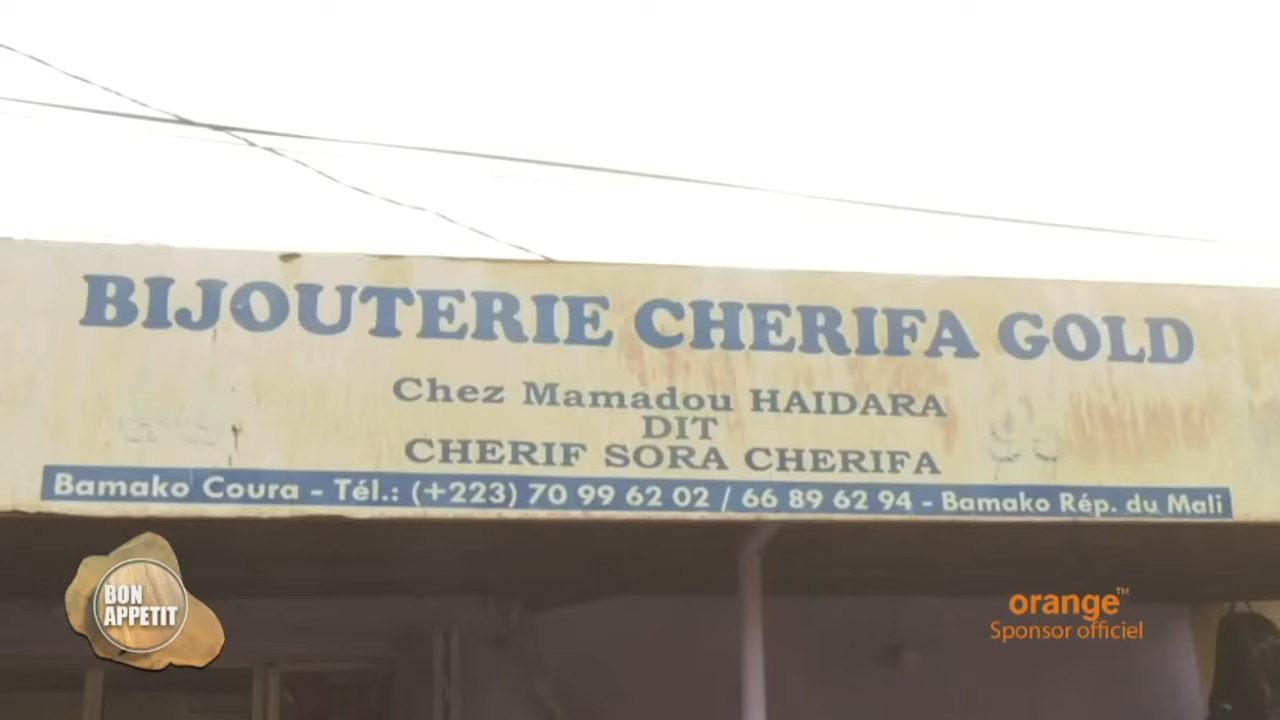 BIJOUTERIE CHERIFA GOLD
Chez Mamadou HAIDARA
DIT
CHERIF SORA CHERIFA
Bamako Coura - Tél.: (+223) 70 99 62 02 / 66 89 62 94 - Bamako Rép. du Mali
BON
APPETIT
orange™
Sponsor officiel